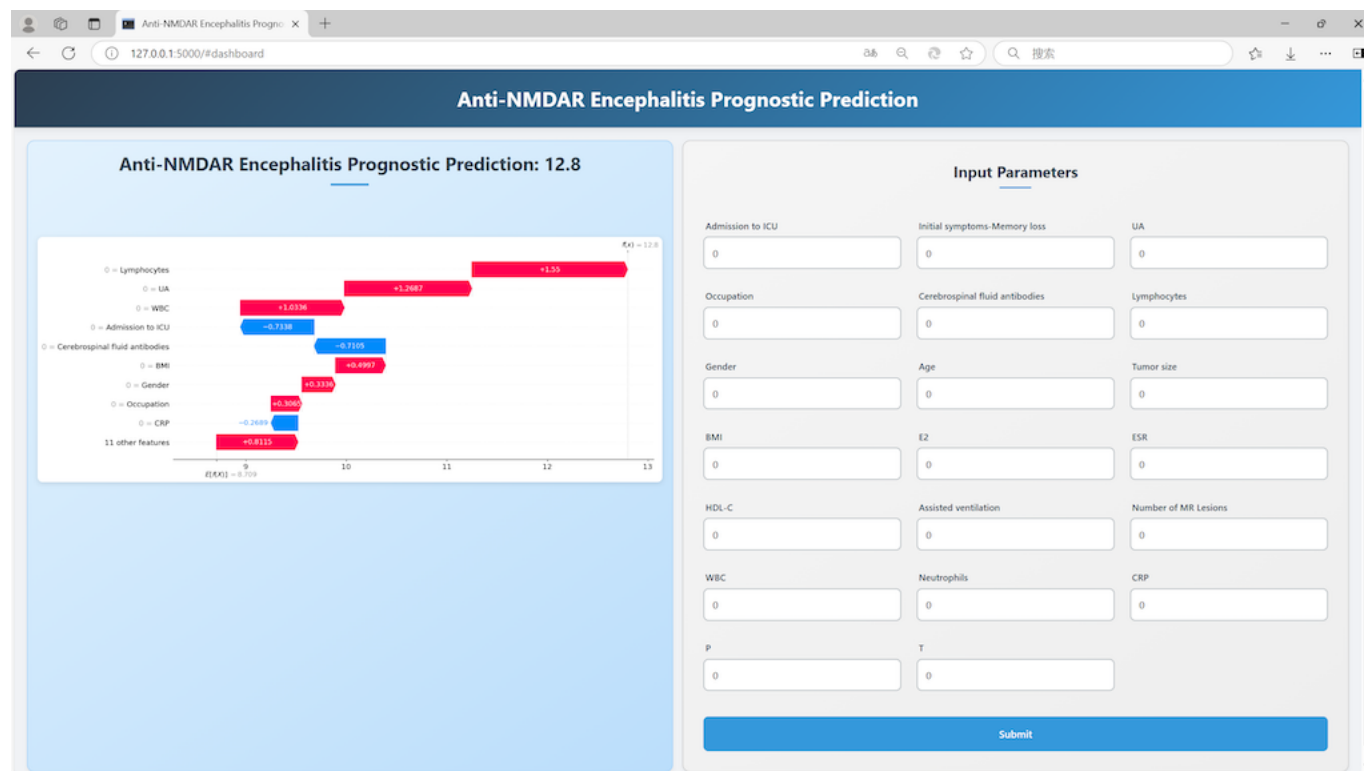 Anti-NMDAR Encephalitis Progno
127.0.0.1:5000/#dashboard
搜索
Anti-NMDAR Encephalitis Prognostic Prediction
Anti-NMDAR Encephalitis Prognostic Prediction: 12.8
f(x) = 12.8
0 = Lymphocytes
+1.55
0 = UA
+1.2687
0 = WBC
+1.0336
0 = Admission to ICU
−0.7338
0 = Cerebrospinal fluid antibodies
−0.7105
0 = BMI
+0.4997
0 = Gender
+0.3336
0 = Occupation
+0.3065
0 = CRP
−0.2689
11 other features
+0.8115
9 10 11 12 13
E[f(X)] = 8.709
Input Parameters
Admission to ICU Initial symptoms-Memory loss UA
0 0 0
Occupation Cerebrospinal fluid antibodies Lymphocytes
0 0 0
Gender Age Tumor size
0 0 0
BMI E2 ESR
0 0 0
HDL-C Assisted ventilation Number of MR Lesions
0 0 0
WBC Neutrophils CRP
0 0 0
P T
0 0
Submit